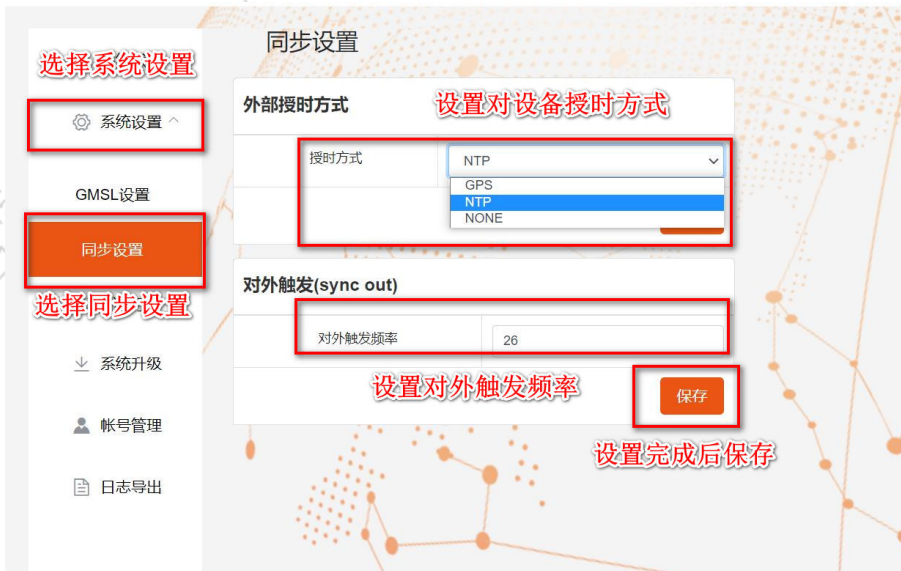 同步设置
选择系统设置
系统设置
GMSL设置
同步设置
选择同步设置
系统升级
帐号管理
日志导出
外部授时方式
设置对设备授时方式
授时方式
NTP
GPS
NTP
NONE
对外触发(sync out)
对外触发频率
26
设置对外触发频率
保存
设置完成后保存